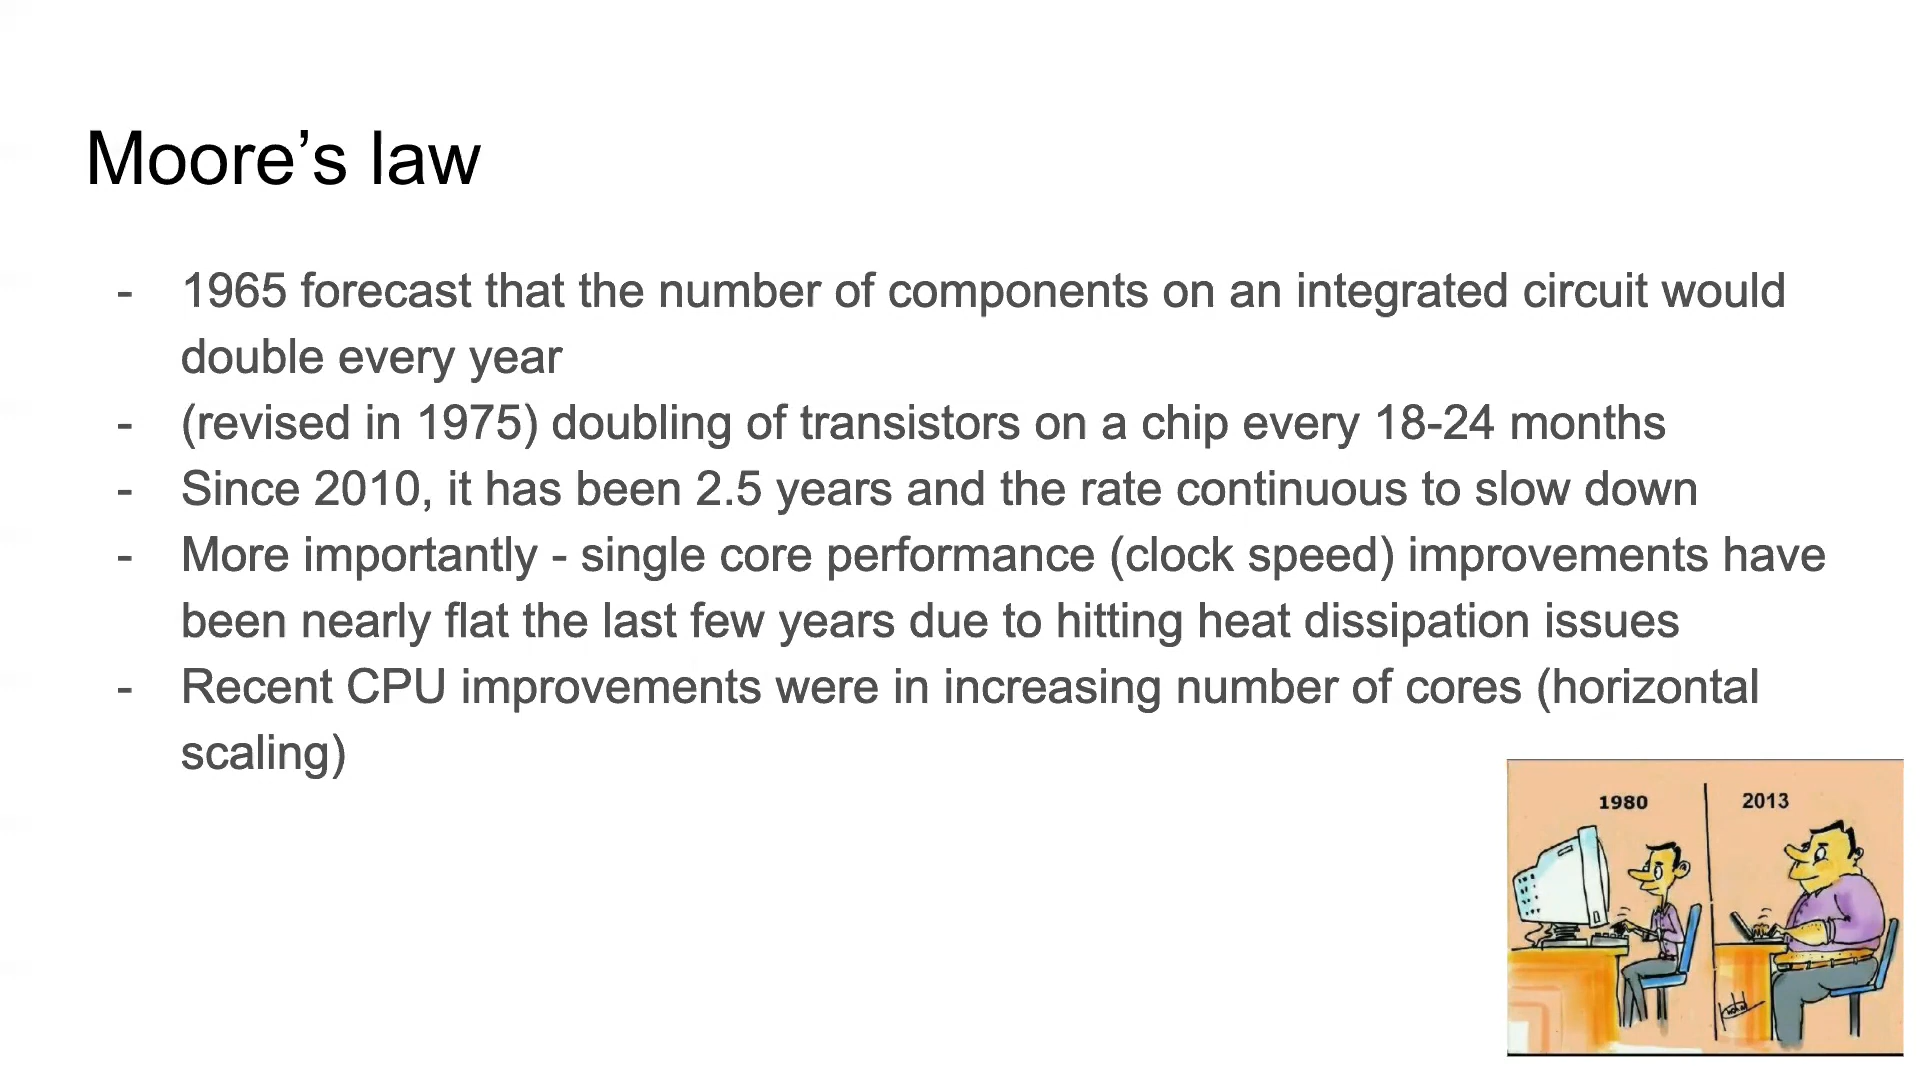 Moore’s law
- 1965 forecast that the number of components on an integrated circuit would
double every year
- (revised in 1975) doubling of transistors on a chip every 18-24 months
- Since 2010, it has been 2.5 years and the rate continuous to slow down
- More importantly - single core performance (clock speed) improvements have
been nearly flat the last few years due to hitting heat dissipation issues
- Recent CPU improvements were in increasing number of cores (horizontal
scaling)
1980
2013